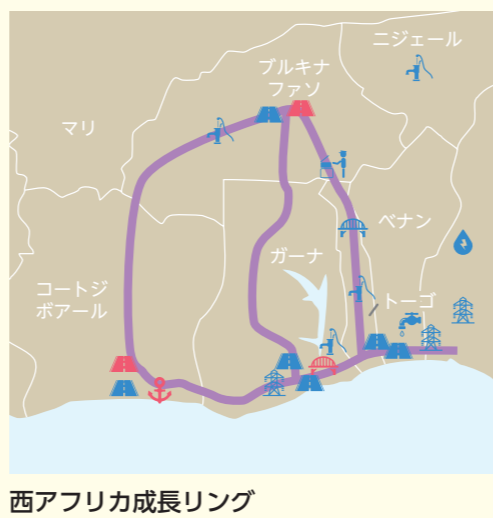 ニジェール
ブルキナ
ファソ
マリ
ベナン
ガーナ
コートジ
ボアール
トーゴ
西アフリカ成長リング